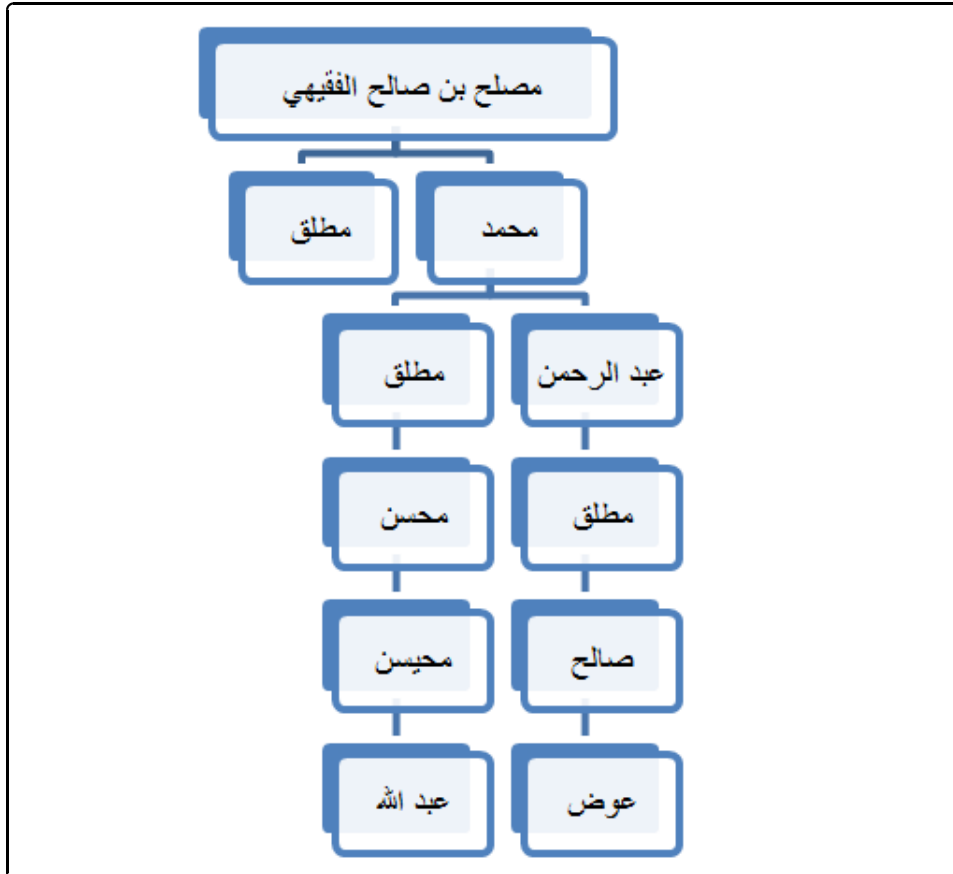 مصلح بن صالح الفقيهي
محمد
مطلق
عبد الرحمن
مطلق
مطلق
محسن
صالح
محيسن
عوض
عبد الله